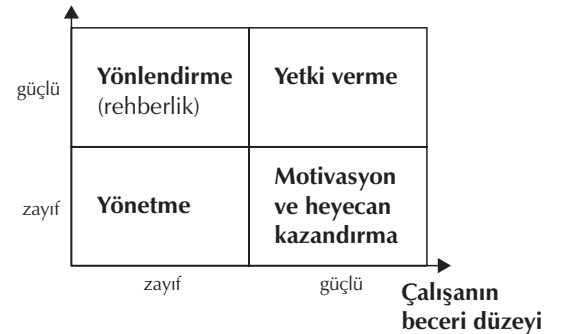 güçlü
Yönlendirme
(rehberlik)
Yetki verme
zayıf
Yönetme
Motivasyon
ve heyecan
kazandırma
zayıf
güçlü
Çalışanın
beceri düzeyi